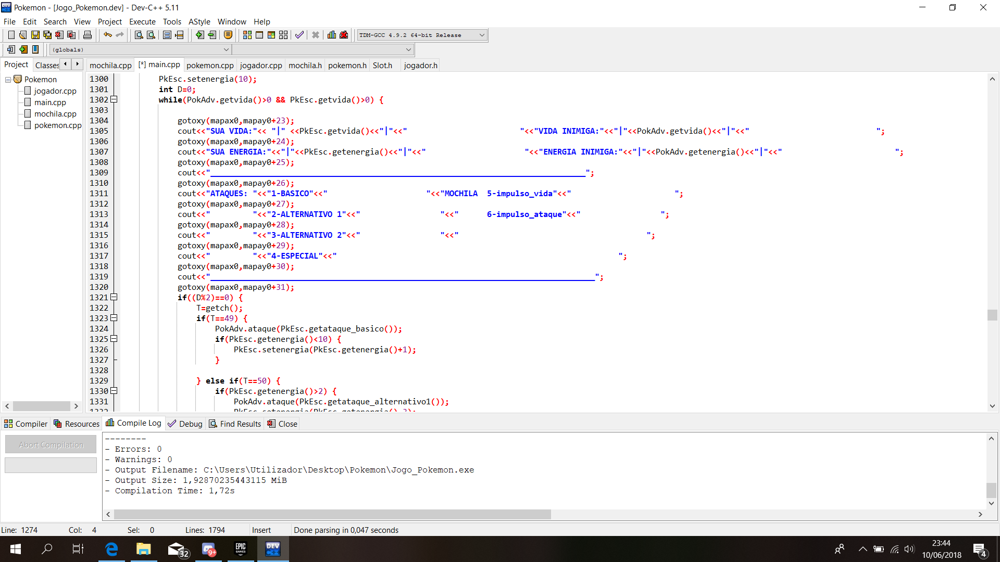 Pokemon - [Jogo_Pokemon.dev] - Dev-C++ 5.11
File Edit Search View Project Execute Tools AStyle Window Help
TDM-GCC 4.9.2 64-bit Release
(globals)
Project Classes mochila.cpp [*] main.cpp pokemon.cpp jogador.cpp mochila.h pokemon.h Slot.h jogador.h
Pokemon
jogador.cpp
main.cpp
mochila.cpp
pokemon.cpp
1300 PkEsc.setenergia(10);
1301 int D=0;
1302 while(PokAdv.getvida()>0 && PkEsc.getvida()>0) {
1303
1304 gotoxy(mapax0,mapay0+23);
1305 cout<<"SUA VIDA:"<< "|" <<PkEsc.getvida()<<"|"<<"                        "<<"VIDA INIMIGA:"<<"|"<<PokAdv.getvida()<<"|"<<"                           ";
1306 gotoxy(mapax0,mapay0+24);
1307 cout<<"SUA ENERGIA:"<<"|"<<PkEsc.getenergia()<<"|"<<"                     "<<"ENERGIA INIMIGA:"<<"|"<<PokAdv.getenergia()<<"|"<<"                        ";
1308 gotoxy(mapax0,mapay0+25);
1309 cout<<"________________________________________________________________________________";
1310 gotoxy(mapax0,mapay0+26);
1311 cout<<"ATAQUES: "<<"1-BASICO"<<"                     "<<"MOCHILA  5-impulso_vida"<<"                      ";
1312 gotoxy(mapax0,mapay0+27);
1313 cout<<"         "<<"2-ALTERNATIVO 1"<<"                 "<<"      6-impulso_ataque"<<"                 ";
1314 gotoxy(mapax0,mapay0+28);
1315 cout<<"         "<<"3-ALTERNATIVO 2"<<"                 "<<"                                        ";
1316 gotoxy(mapax0,mapay0+29);
1317 cout<<"         "<<"4-ESPECIAL"<<"                                                            ";
1318 gotoxy(mapax0,mapay0+30);
1319 cout<<"__________________________________________________________________________________";
1320 gotoxy(mapax0,mapay0+31);
1321 if((D%2)==0) {
1322 T=getch();
1323 if(T==49) {
1324 PokAdv.ataque(PkEsc.getataque_basico());
1325 if(PkEsc.getenergia()<10) {
1326 PkEsc.setenergia(PkEsc.getenergia()+1);
1327 }
1328
1329 } else if(T==50) {
1330 if(PkEsc.getenergia()>2) {
1331 PokAdv.ataque(PkEsc.getataque_alternativo1());
Compiler Resources Compile Log Debug Find Results Close
Abort Compilation
--------
- Errors: 0
- Warnings: 0
- Output Filename: C:\Users\Utilizador\Desktop\Pokemon\Jogo_Pokemon.exe
- Output Size: 1,92870235443115 MiB
- Compilation Time: 1,72s
Line: 1274 Col: 4 Sel: 0 Lines: 1794 Insert Done parsing in 0,047 seconds
32 9+ EPIC GAMES DEV C++
23:44
10/06/2018
4